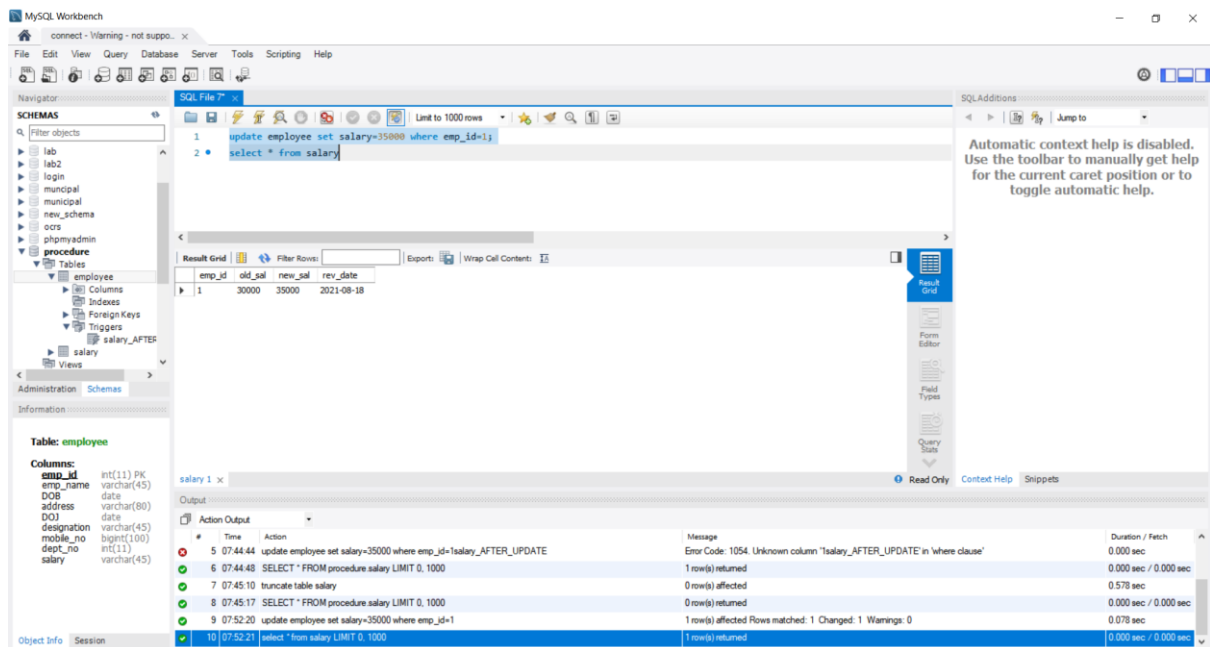 MySQL Workbench
connect - Warning - not suppo..
File Edit View Query Database Server Tools Scripting Help
Navigator
SCHEMAS
Filter objects
lab
lab2
login
muncipal
municipal
new_schema
ocrs
phpmyadmin
procedure
Tables
employee
Columns
Indexes
Foreign Keys
Triggers
salary_AFTER
salary
Views
Administration Schemas
Information
Table: employee
Columns:
emp_id int(11) PK
emp_name varchar(45)
DOB date
address varchar(80)
DOJ date
designation varchar(45)
mobile_no bigint(100)
dept_no int(11)
salary varchar(45)
Object Info Session
SQL File 7*
Limit to 1000 rows
1 update employee set salary=35000 where emp_id=1;
2 select * from salary
Result Grid Filter Rows: Export: Wrap Cell Content:
emp_id old_sal new_sal rev_date
1 30000 35000 2021-08-18
Result Grid
Form Editor
Field Types
Query Stats
salary 1
Read Only
Output
Action Output
# Time Action Message Duration / Fetch
5 07:44:44 update employee set salary=35000 where emp_id=1salary_AFTER_UPDATE Error Code: 1054. Unknown column '1salary_AFTER_UPDATE' in 'where clause' 0.000 sec
6 07:44:48 SELECT * FROM procedure.salary LIMIT 0, 1000 1 row(s) returned 0.000 sec / 0.000 sec
7 07:45:10 truncate table salary 0 row(s) affected 0.578 sec
8 07:45:17 SELECT * FROM procedure.salary LIMIT 0, 1000 0 row(s) returned 0.000 sec / 0.000 sec
9 07:52:20 update employee set salary=35000 where emp_id=1 1 row(s) affected Rows matched: 1 Changed: 1 Warnings: 0 0.078 sec
10 07:52:21 select * from salary LIMIT 0, 1000 1 row(s) returned 0.000 sec / 0.000 sec
SQLAdditions
Jump to
Automatic context help is disabled.
Use the toolbar to manually get help
for the current caret position or to
toggle automatic help.
Context Help Snippets